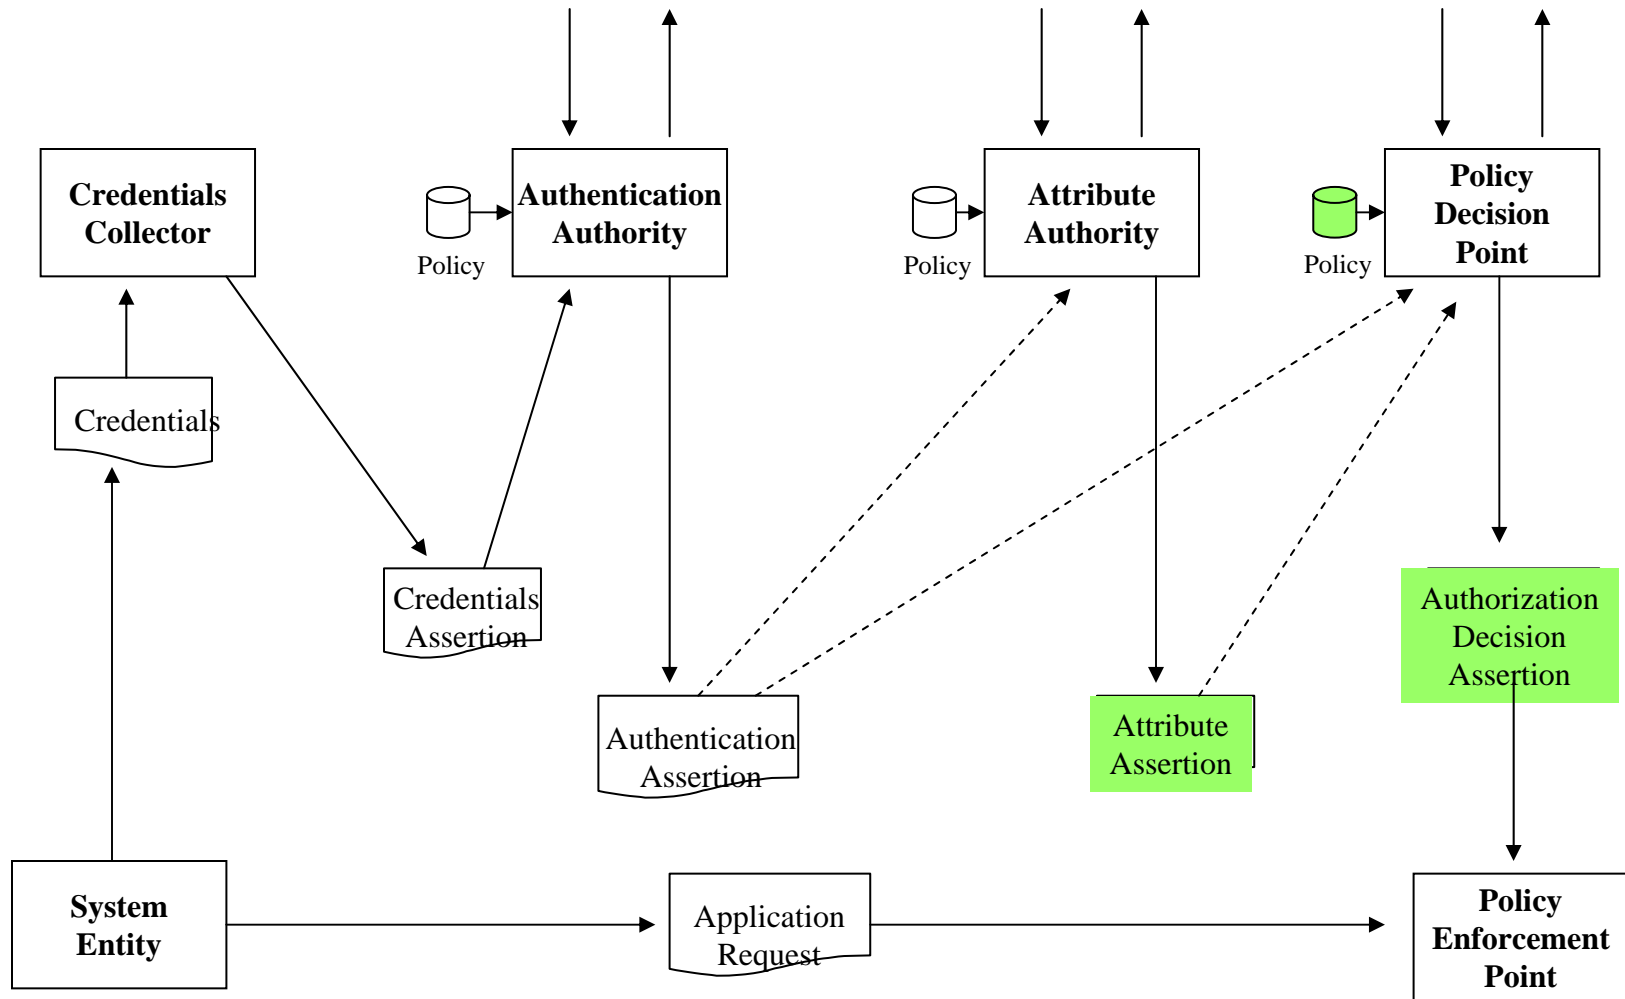 Credentials
Collector
Policy
Authentication
Authority
Policy
Attribute
Authority
Policy
Policy
Decision
Point
Credentials
Credentials
Assertion
Authentication
Assertion
Attribute
Assertion
Authorization
Decision
Assertion
System
Entity
Application
Request
Policy
Enforcement
Point